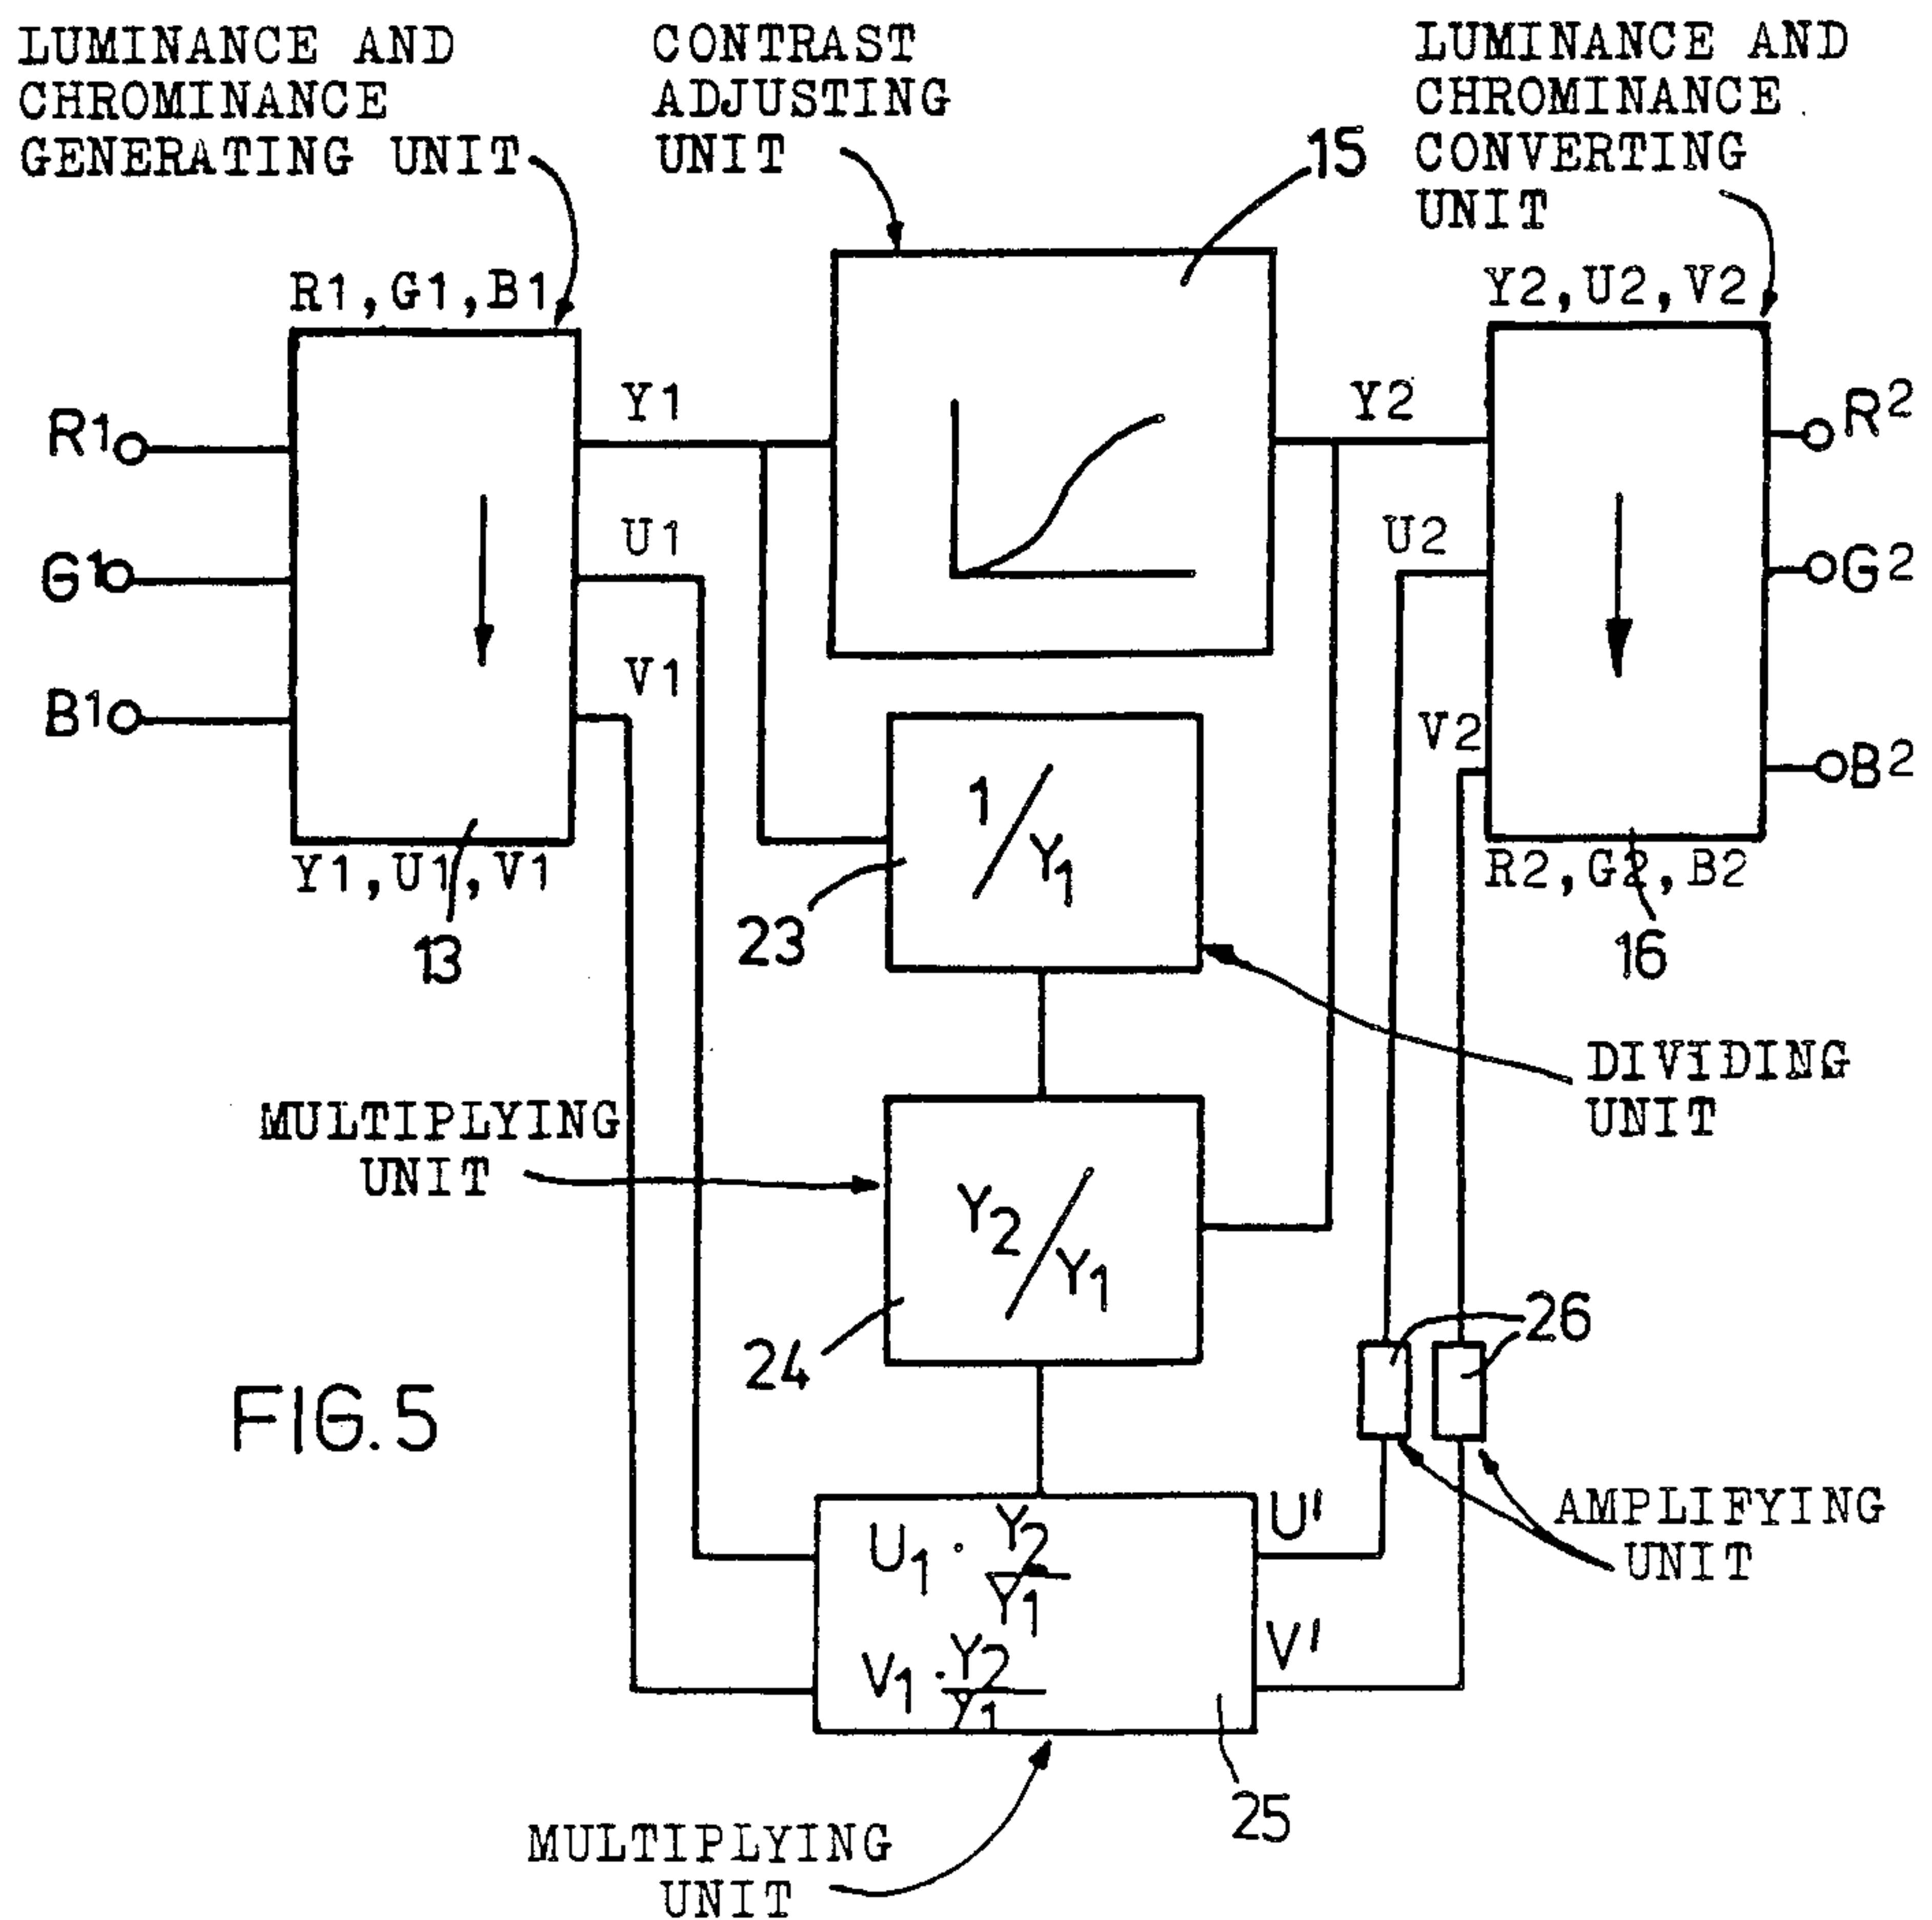 LUMINANCE AND
CHROMINANCE
GENERATING UNIT
CONTRAST
ADJUSTING
UNIT
LUMINANCE AND
CHROMINANCE
CONVERTING
UNIT
15
R1,G1,B1
Y2,U2,V2
R1
G1
B1
Y1
U1
V1
Y2
U2
V2
R2
G2
B2
Y1,U1,V1
13
R2,G2,B2
16
1/Y1
23
DIVIDING
UNIT
MULTIPLYING
UNIT
Y2/Y1
24
26
FIG.5
AMPLIFYING
UNIT
U1 · Y2
Y1
V1 · Y2
Y1
U'
V'
25
MULTIPLYING
UNIT